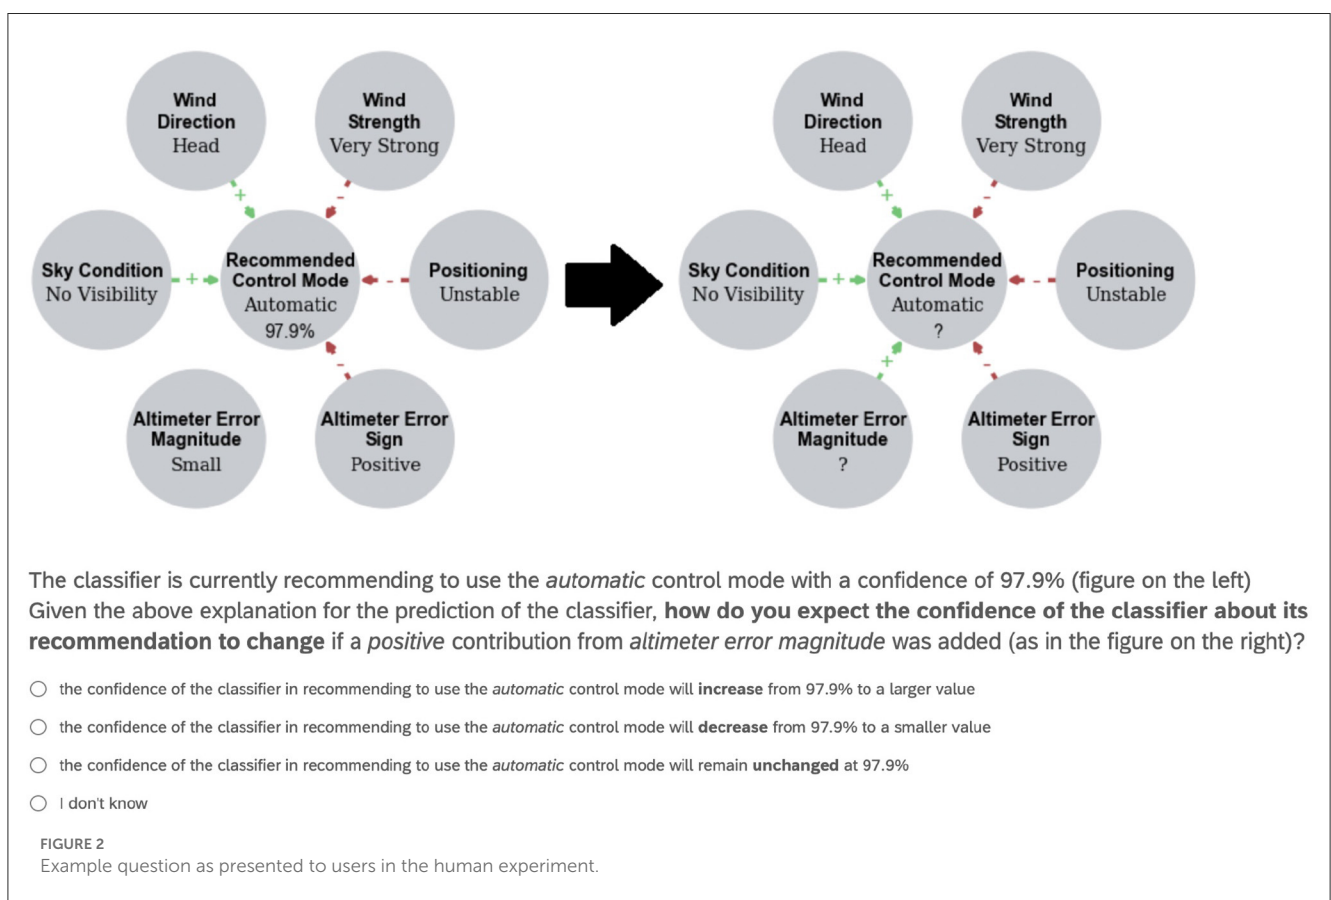 Wind
Direction
Head
+
Wind
Strength
Very Strong
-
Sky Condition
No Visibility
+
Recommended
Control Mode
Automatic
97.9%
-
Positioning
Unstable
Altimeter Error
Magnitude
Small
-
Altimeter Error
Sign
Positive
Wind
Direction
Head
+
Wind
Strength
Very Strong
-
Sky Condition
No Visibility
+
Recommended
Control Mode
Automatic
?
-
Positioning
Unstable
+
Altimeter Error
Magnitude
?
-
Altimeter Error
Sign
Positive
The classifier is currently recommending to use the automatic control mode with a confidence of 97.9% (figure on the left)
Given the above explanation for the prediction of the classifier, how do you expect the confidence of the classifier about its
recommendation to change if a positive contribution from altimeter error magnitude was added (as in the figure on the right)?
the confidence of the classifier in recommending to use the automatic control mode will increase from 97.9% to a larger value
the confidence of the classifier in recommending to use the automatic control mode will decrease from 97.9% to a smaller value
the confidence of the classifier in recommending to use the automatic control mode will remain unchanged at 97.9%
I don't know
FIGURE 2
Example question as presented to users in the human experiment.